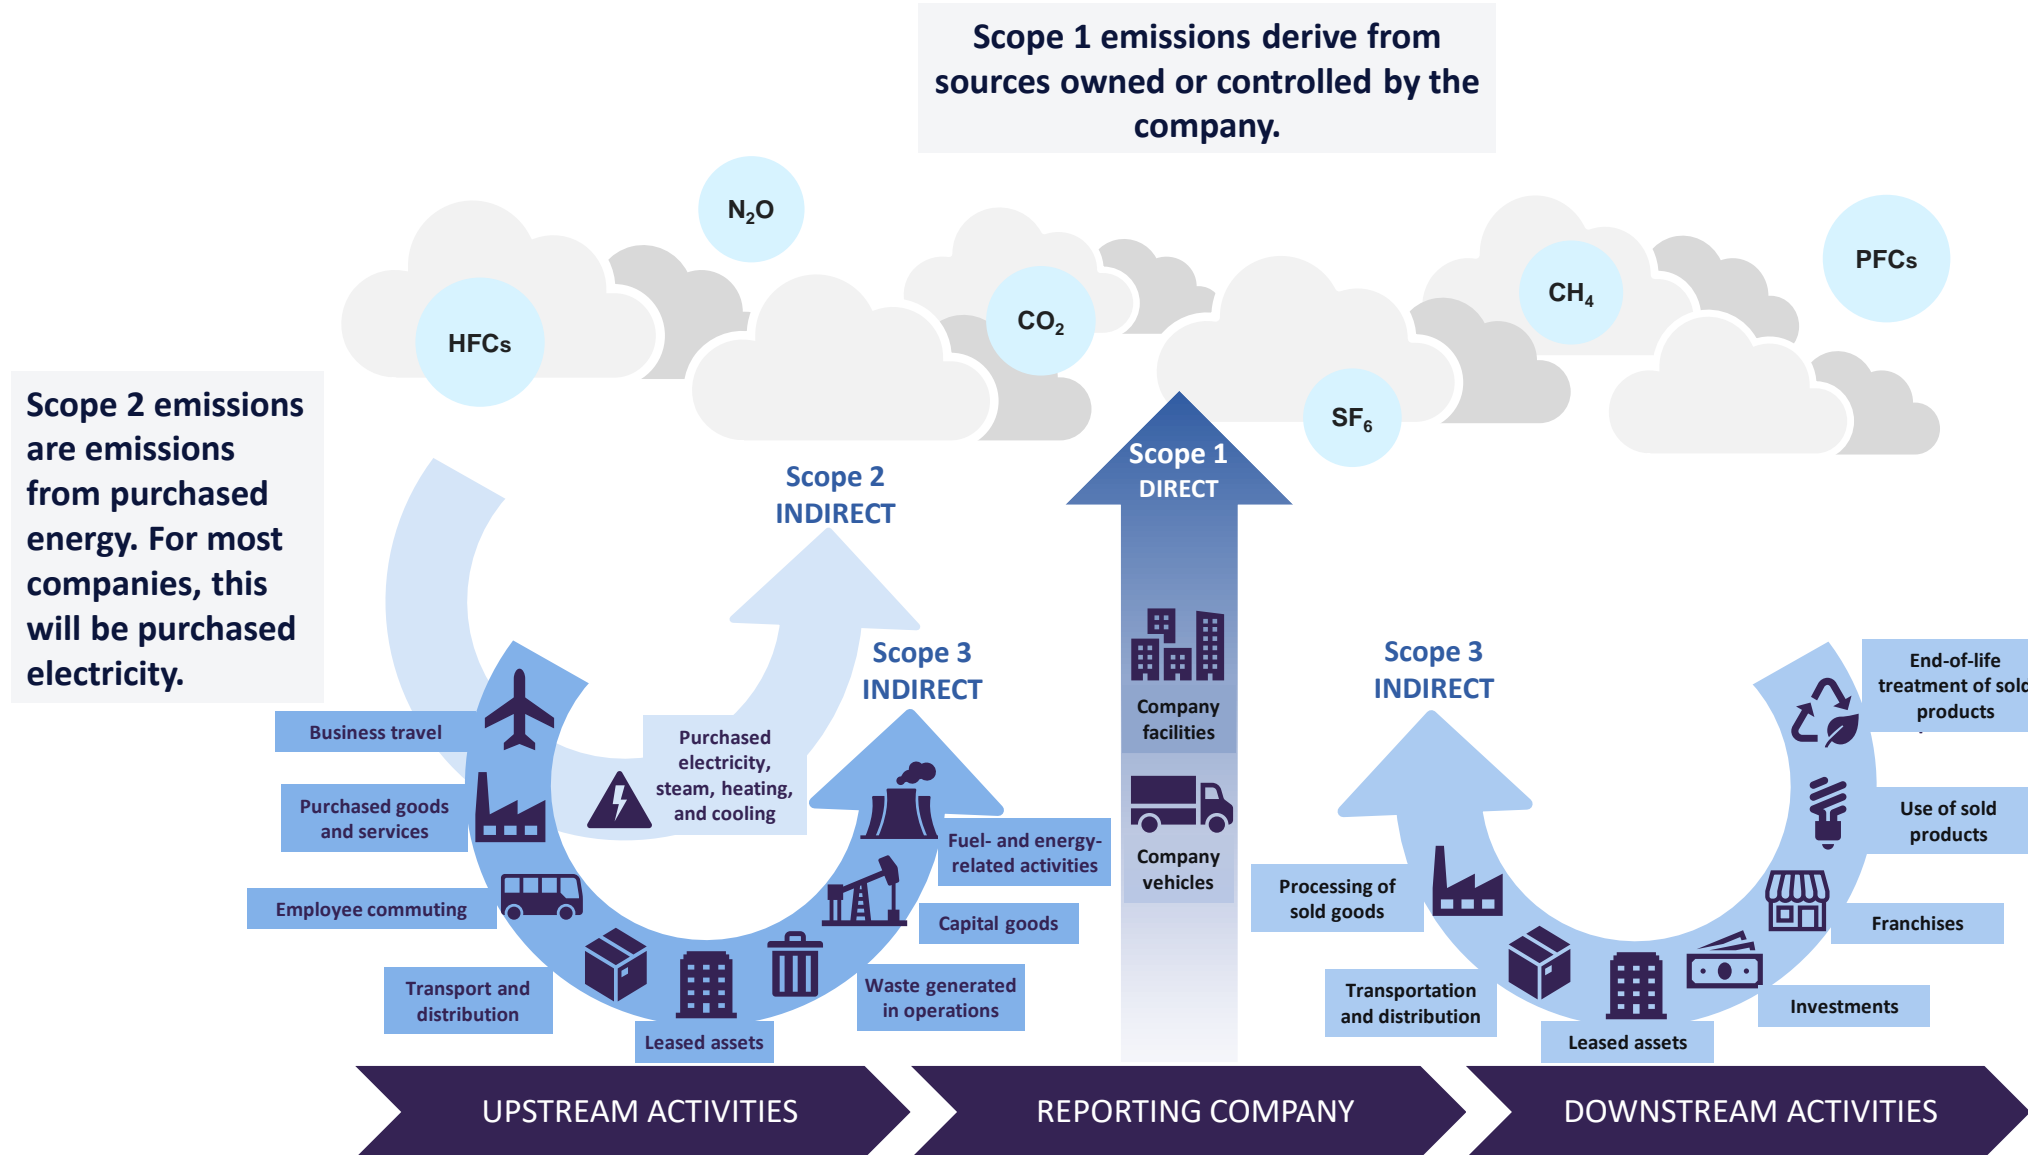 Scope 1 emissions derive from
sources owned or controlled by the
company.
N₂O
PFCs
CH₄
CO₂
HFCs
SF₆
Scope 2 emissions
are emissions
from purchased
energy. For most
companies, this
will be purchased
electricity.
Scope 2
INDIRECT
Scope 1
DIRECT
Scope 3
INDIRECT
Scope 3
INDIRECT
Business travel
Purchased goods
and services
Employee commuting
Transport and
distribution
Leased assets
Waste generated
in operations
Capital goods
Fuel- and energy-
related activities
Purchased
electricity,
steam, heating,
and cooling
Company
facilities
Company
vehicles
Processing of
sold goods
Transportation
and distribution
Leased assets
Investments
Franchises
Use of sold
products
End-of-life
treatment of sold
products
UPSTREAM ACTIVITIES
REPORTING COMPANY
DOWNSTREAM ACTIVITIES